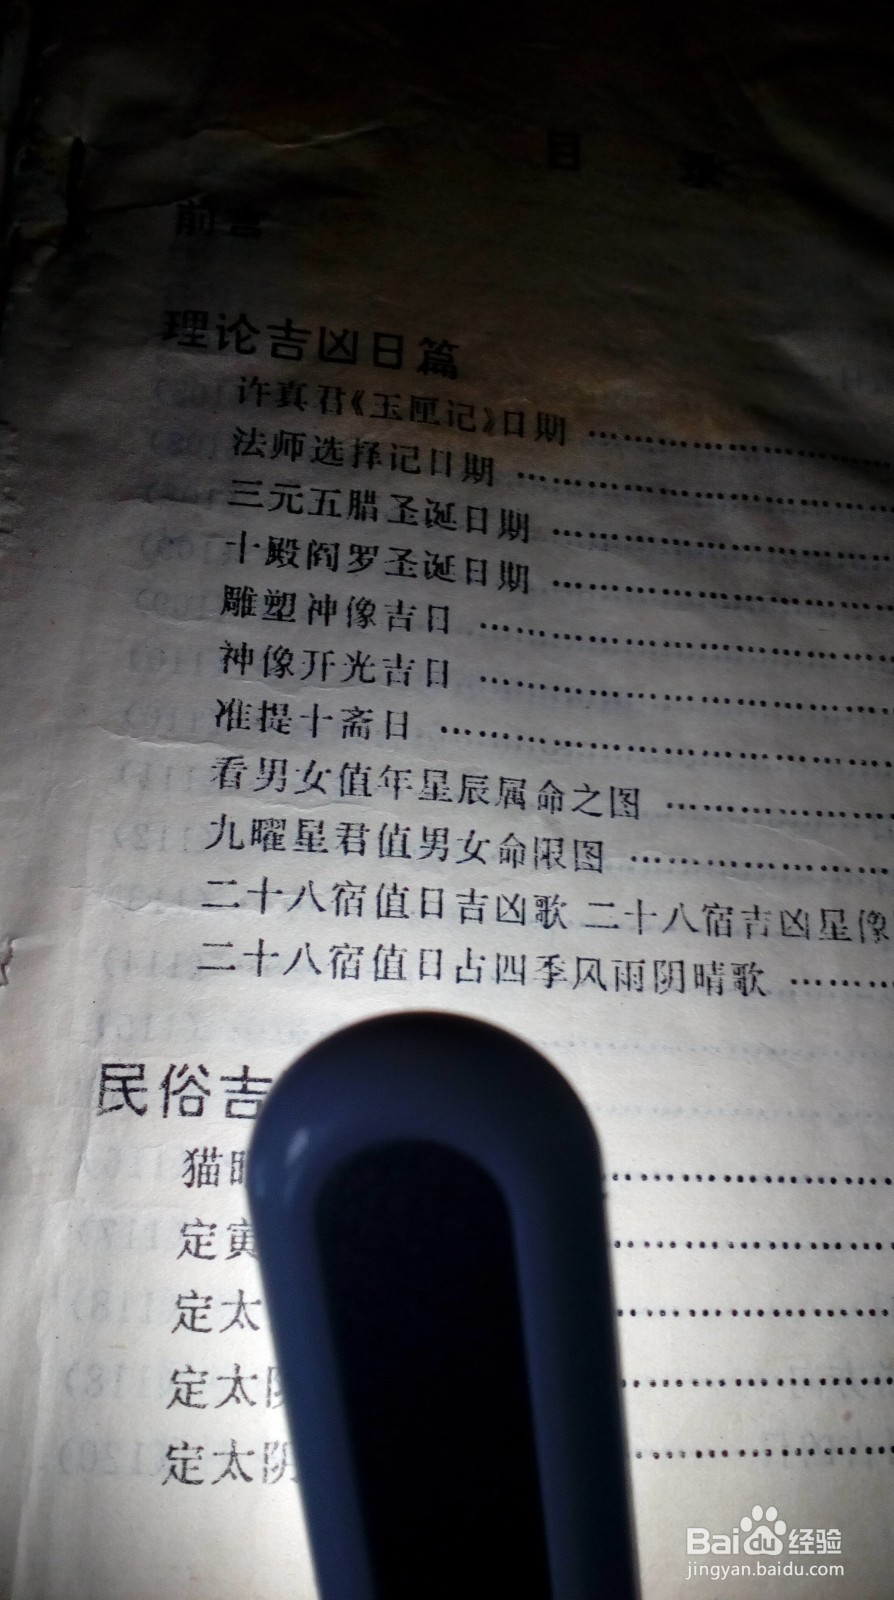 目 录
前言
理论吉凶日篇
许真君《玉匣记》日期 ……………………
法师选择记日期 ……………………
三元五腊圣诞日期 ……………………
十殿阎罗圣诞日期 ……………………
雕塑神像吉日 ……………………
神像开光吉日 ……………………
准提十斋日 ……………………
看男女值年星辰属命之图 ……………………
九曜星君值男女命限图 ……………………
二十八宿值日吉凶歌 二十八宿吉凶星像
二十八宿值日占四季风雨阴晴歌 ………
民俗吉
猫 ……………………
定寅 ……………………
定太 ……………………
定太阴 ……………………
定太阴 ……………………
Baidu经验
jingyan.baidu.com